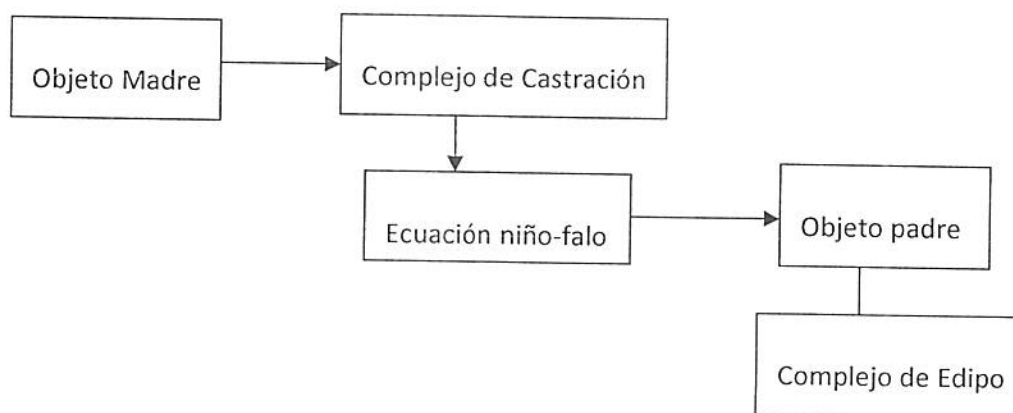 Objeto Madre
Complejo de Castración
Ecuación niño-falo
Objeto padre
Complejo de Edipo